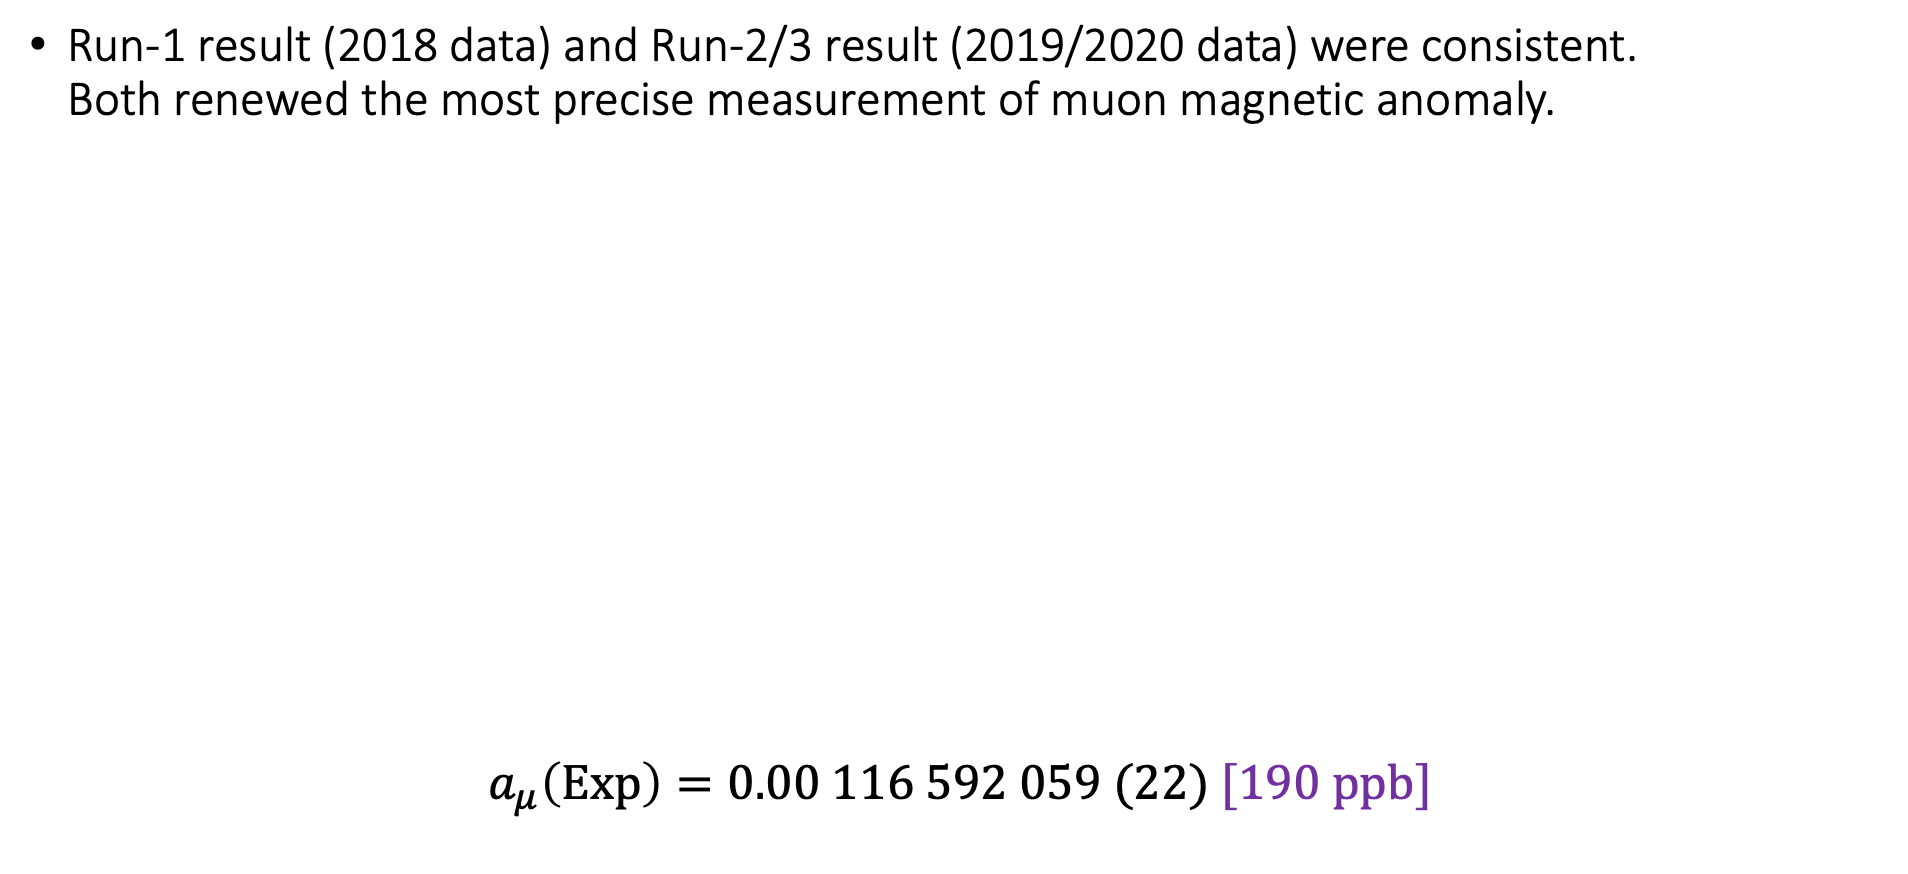 • Run-1 result (2018 data) and Run-2/3 result (2019/2020 data) were consistent.
Both renewed the most precise measurement of muon magnetic anomaly.
aμ(Exp) = 0.00 116 592 059 (22) [190 ppb]